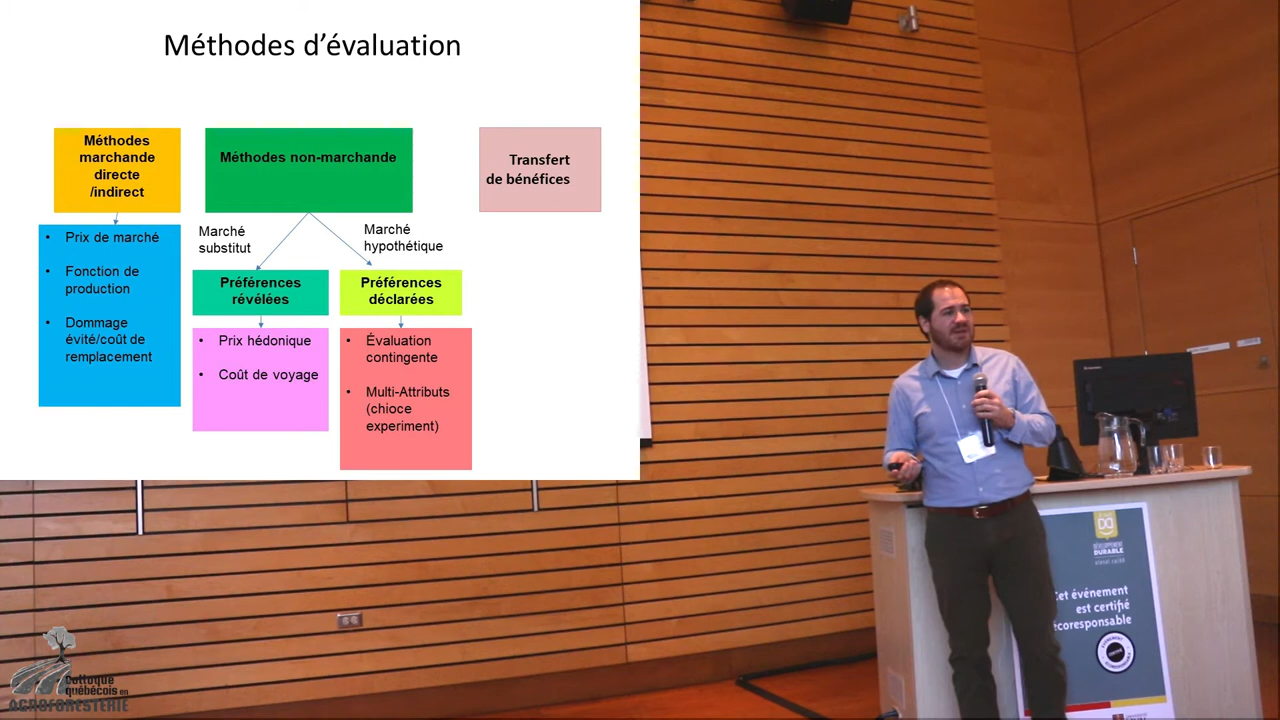 Méthodes d’évaluation
Méthodes
marchande
directe
/indirect
Méthodes non-marchande
Transfert
de bénéfices
• Prix de marché
• Fonction de
production
• Dommage
évité/coût de
remplacement
Marché
substitut
Marché
hypothétique
Préférences
révélées
Préférences
déclarées
• Prix hédonique
• Coût de voyage
• Évaluation
contingente
• Multi-Attributs
(chioce
experiment)
DÉVELOPPEMENT
DURABLE
Cet événement
est certifié
écoresponsable
Colloque
québécois en
AGROFORESTERIE